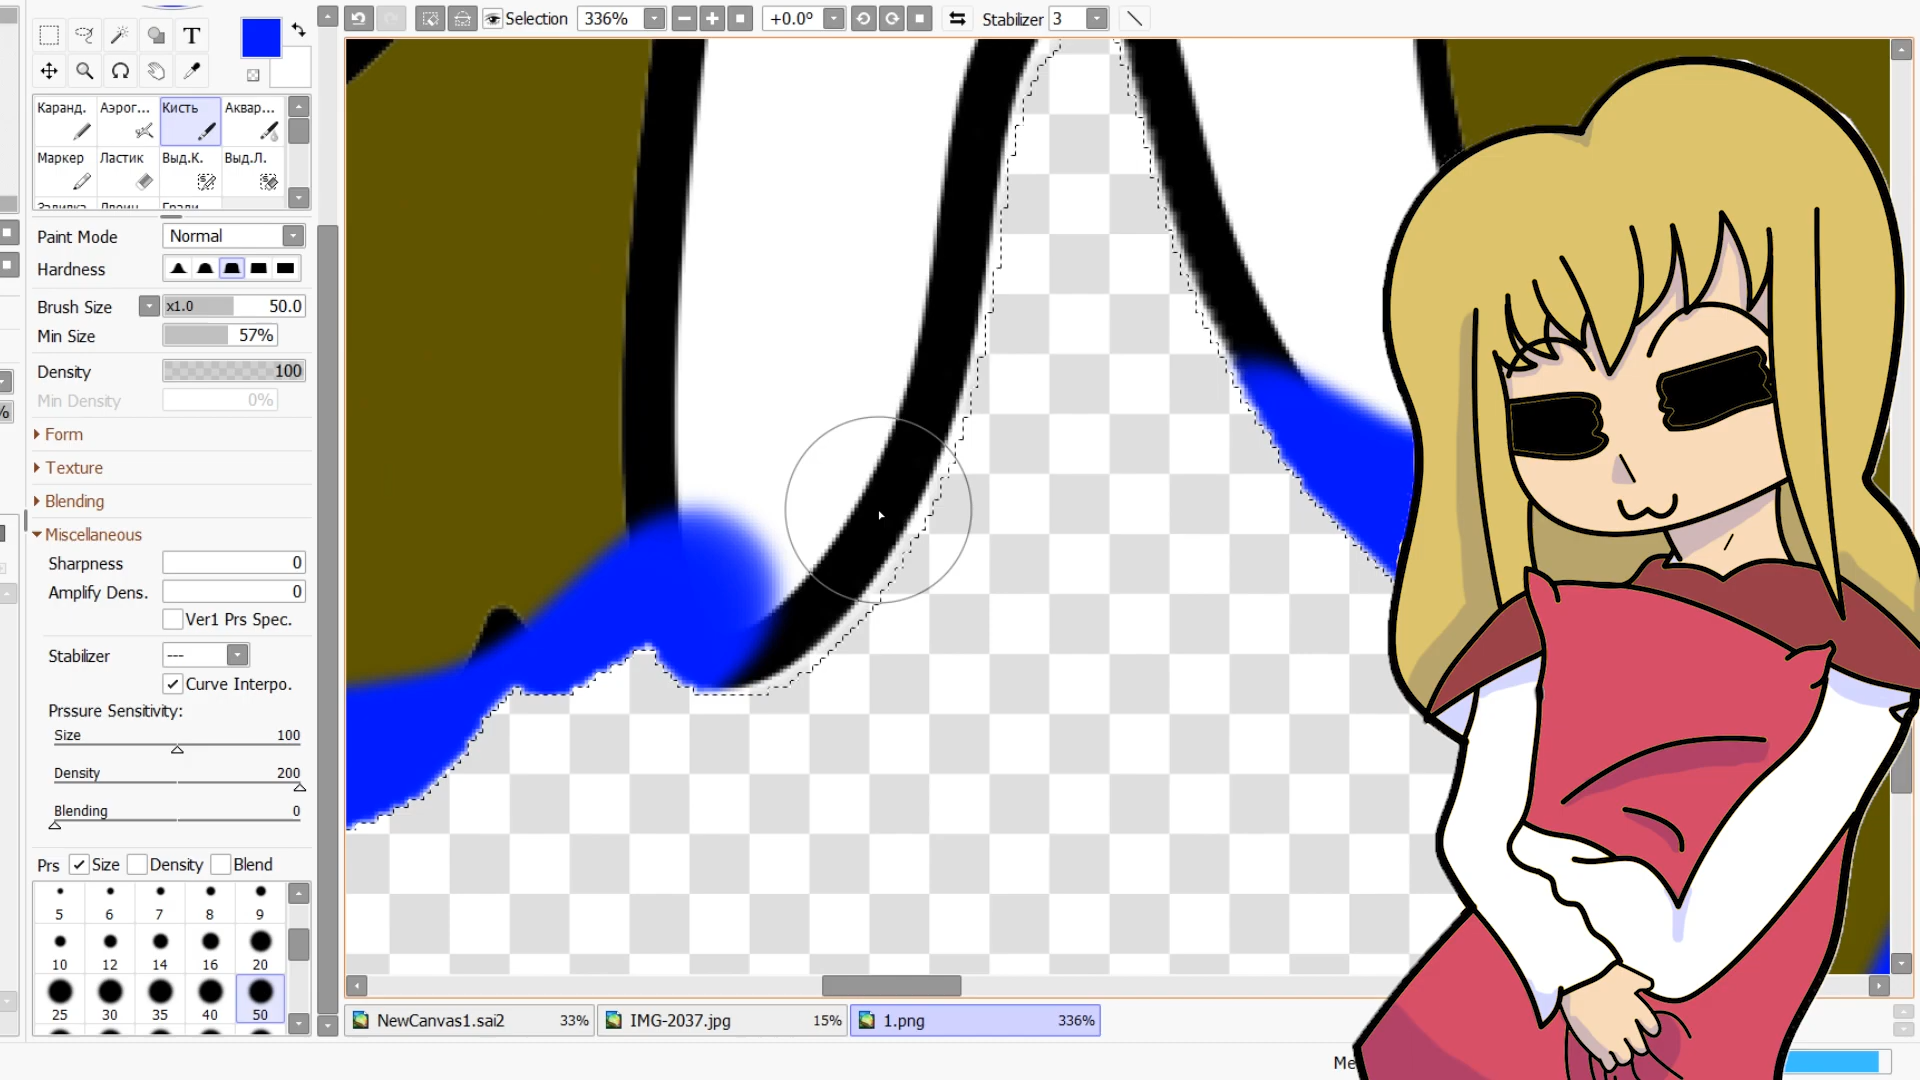 Selection 336% +0.0° Stabilizer 3
T
Каранд. Аэрог... Кисть Аквар...
Маркер Ластик Выд.К. Выд.Л.
Paint Mode Normal
Hardness
Brush Size x1.0 50.0
Min Size 57%
Density 100
Min Density 0%
Form
Texture
Blending
Miscellaneous
Sharpness 0
Amplify Dens. 0
Ver1 Prs Spec.
Stabilizer ---
Curve Interpo.
Prssure Sensitivity:
Size 100
Density 200
Blending 0
Prs Size Density Blend
5 6 7 8 9
10 12 14 16 20
25 30 35 40 50
%
NewCanvas1.sai2 33% IMG-2037.jpg 15% 1.png 336%
Me